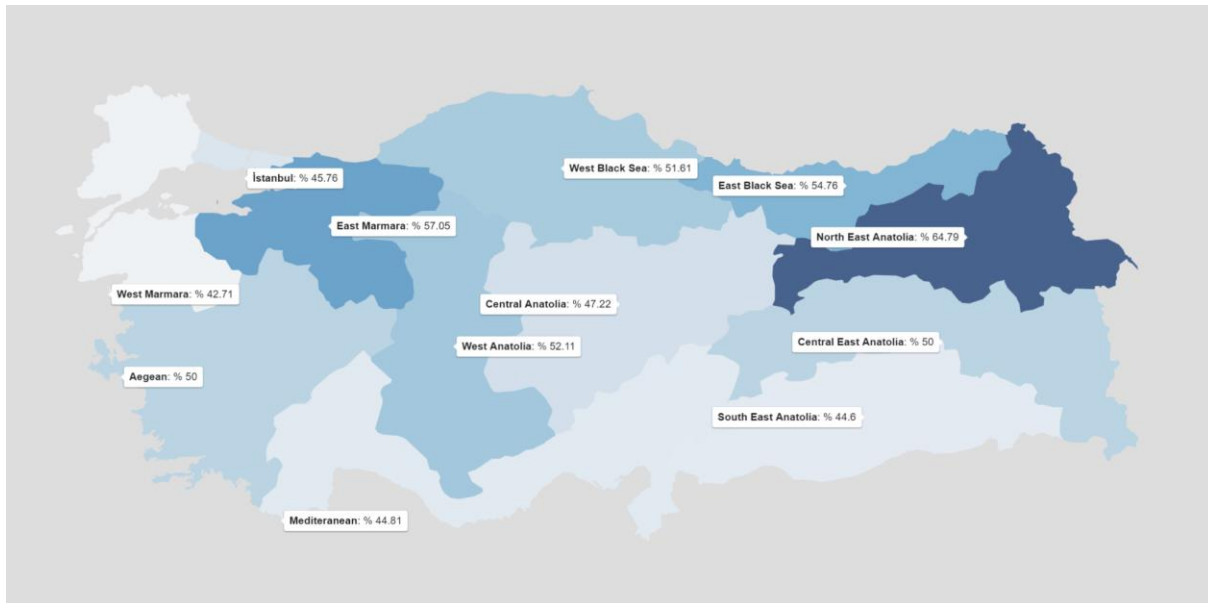 West Black Sea: % 51.61
İstanbul: % 45.76
East Black Sea: % 54.76
East Marmara: % 57.05
North East Anatolia: % 64.79
West Marmara: % 42.71
Central Anatolia: % 47.22
Central East Anatolia: % 50
West Anatolia: % 52.11
Aegean: % 50
South East Anatolia: % 44.6
Mediteranean: % 44.81